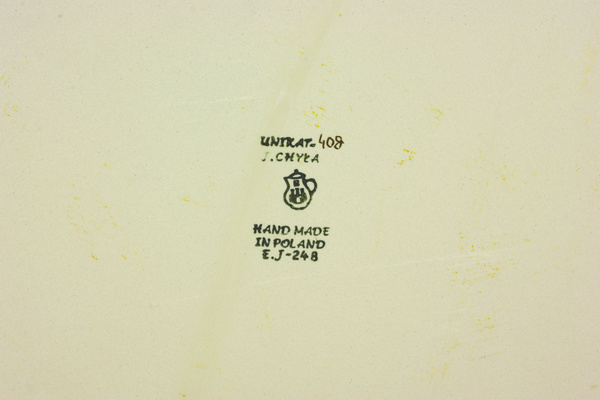 UNIKAT-408
J.CHYŁA
HAND MADE
IN POLAND
E.J-248